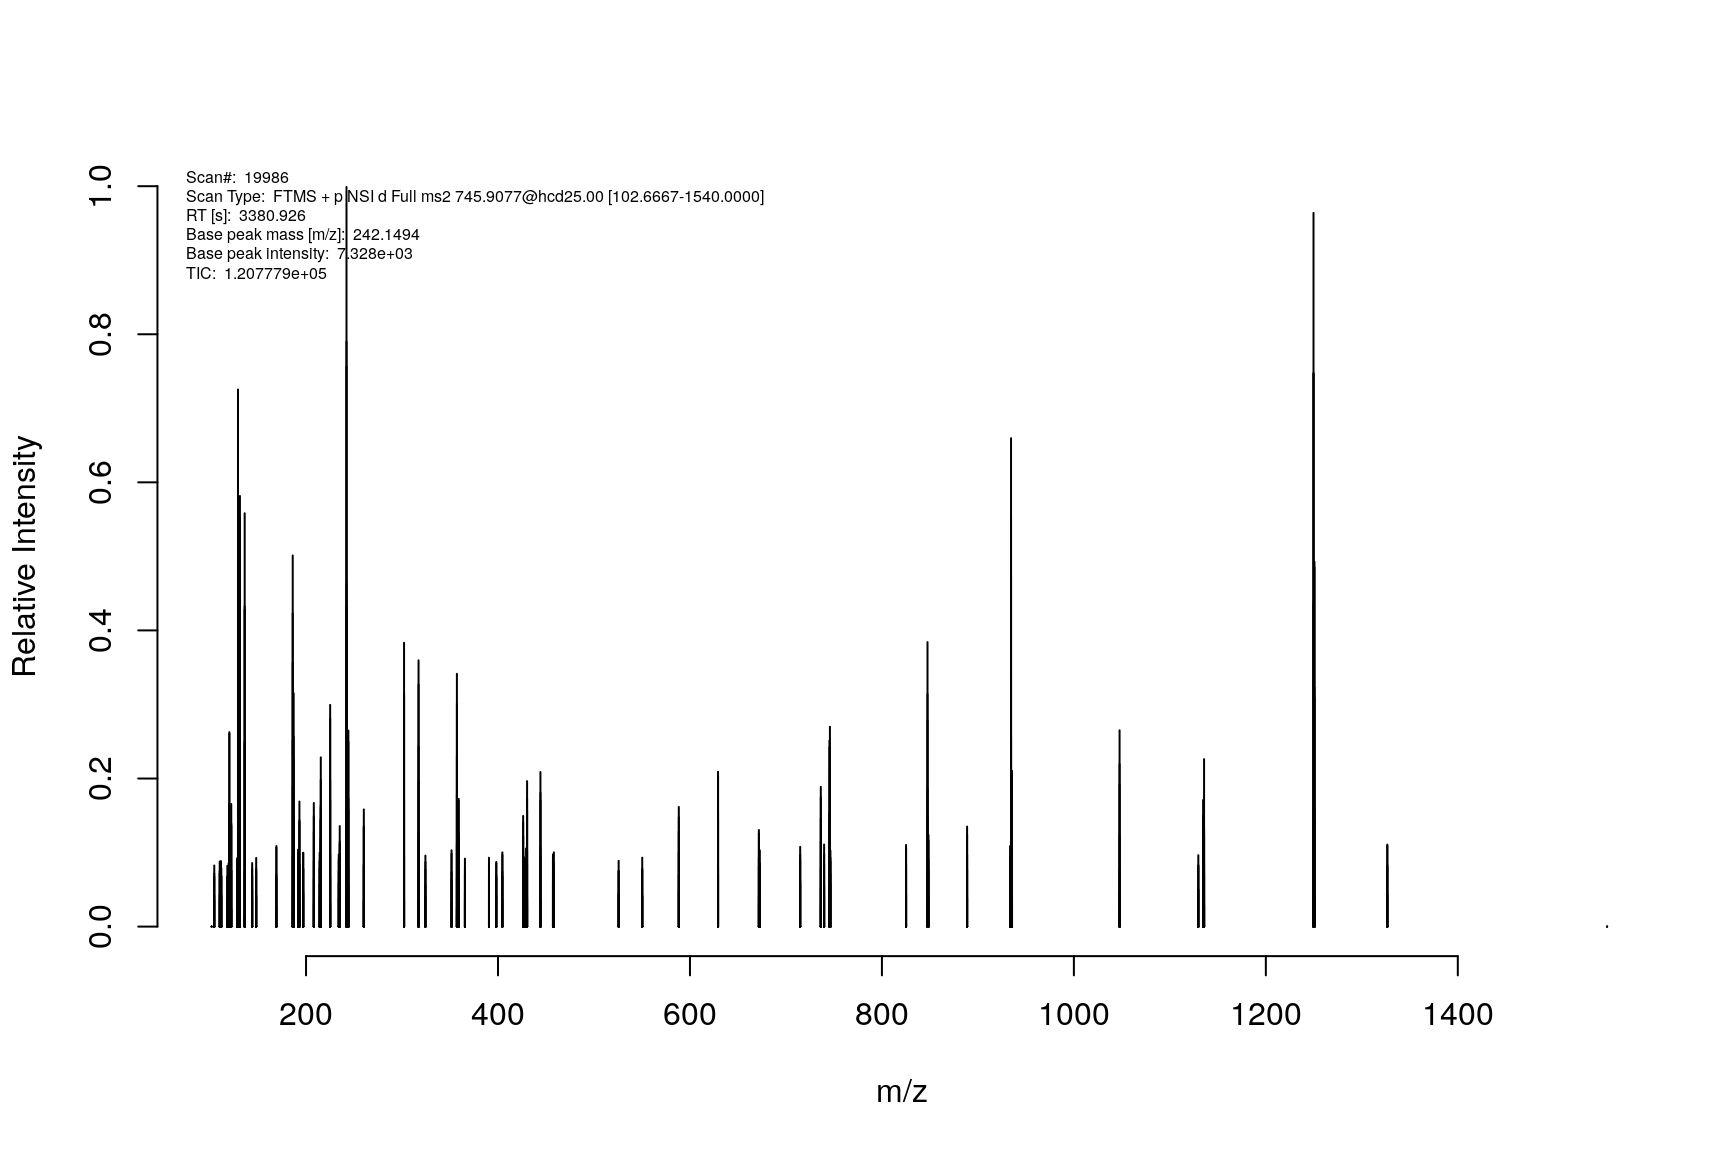 Scan#: 19986
Scan Type: FTMS + p NSI d Full ms2 745.9077@hcd25.00 [102.6667-1540.0000]
RT [s]: 3380.926
Base peak mass [m/z]: 242.1494
Base peak intensity: 7.328e+03
TIC: 1.207779e+05
1.0
0.8
0.6
0.4
0.2
0.0
Relative Intensity
200 400 600 800 1000 1200 1400
m/z